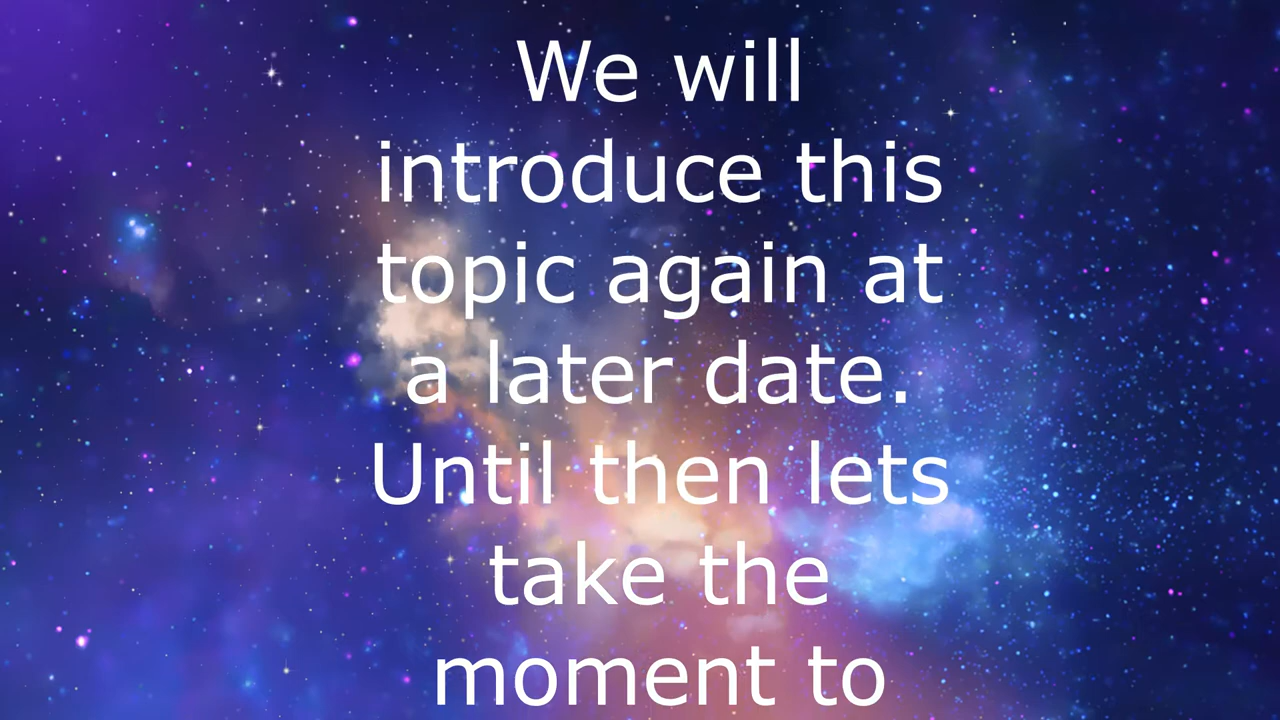 We will
introduce this
topic again at
a later date.
Until then lets
take the
moment to